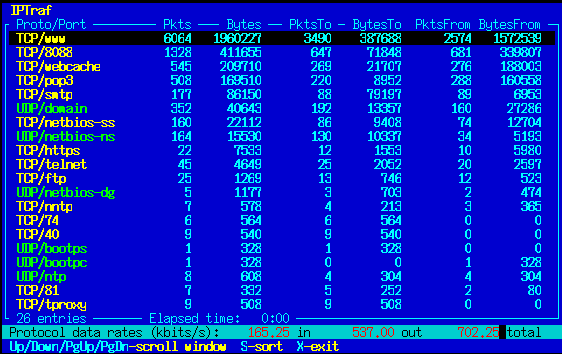 IPTraf
Proto/Port Pkts Bytes PktsTo BytesTo PktsFrom BytesFrom
TCP/www 6064 1960227 3490 387688 2574 1572539
TCP/8088 1328 411655 647 71848 681 339807
TCP/webcache 545 209710 269 21707 276 188003
TCP/pop3 508 169510 220 8952 288 160558
TCP/smtp 177 86150 88 79197 89 6953
UDP/domain 352 40643 192 13357 160 27286
TCP/netbios-ss 160 22112 86 9408 74 12704
UDP/netbios-ns 164 15530 130 10337 34 5193
TCP/https 22 7533 12 1553 10 5980
TCP/telnet 45 4649 25 2052 20 2597
TCP/ftp 25 1269 13 746 12 523
UDP/netbios-dg 5 1177 3 703 2 474
TCP/nntp 7 578 4 213 3 365
TCP/74 6 564 6 564 0 0
TCP/40 9 540 9 540 0 0
UDP/bootps 1 328 1 328 0 0
UDP/bootpc 1 328 0 0 1 328
UDP/ntp 8 608 4 304 4 304
TCP/81 7 332 5 252 2 80
TCP/tproxy 9 508 9 508 0 0
26 entries Elapsed time: 0:00
Protocol data rates (kbits/s): 165.25 in 537.00 out 702.25 total
Up/Down/PgUp/PgDn-scroll window S-sort X-exit